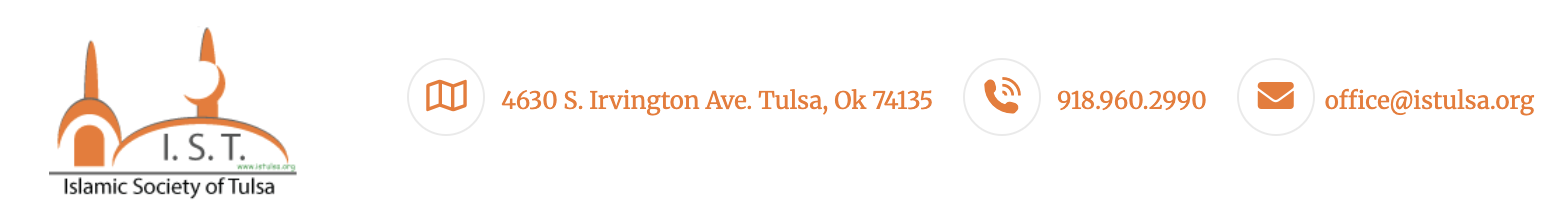 I. S. T.
www.istulsa.org
Islamic Society of Tulsa
4630 S. Irvington Ave. Tulsa, Ok 74135
918.960.2990
office@istulsa.org